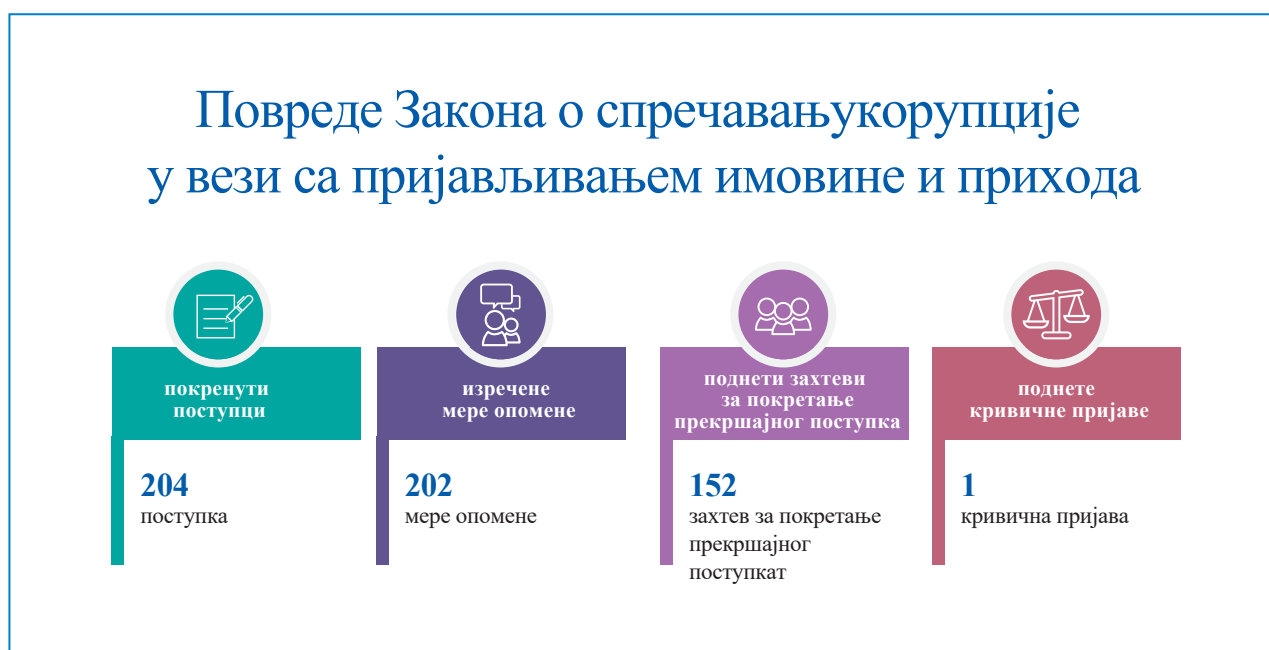 Повреде Закона о спречавањукорупције
у вези са пријављивањем имовине и прихода
покренути
поступци
204
поступка
изречене
мере опомене
202
мере опомене
поднети захтеви
за покретање
прекршајног поступка
152
захтев за покретање
прекршајног
поступкат
поднете
кривичне пријаве
1
кривична пријава